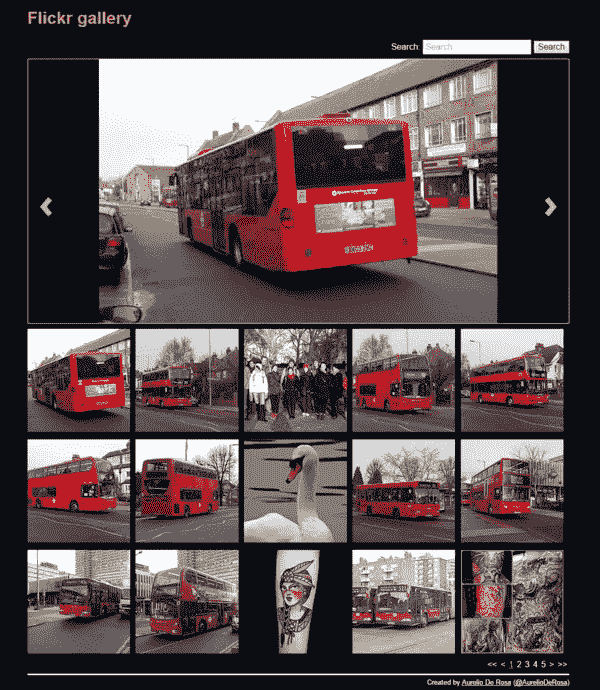 Flickr gallery
Search: Search Search
<< < 1 2 3 4 5 > >>
Created by Aurelio De Rosa (@AurelioDeRosa)